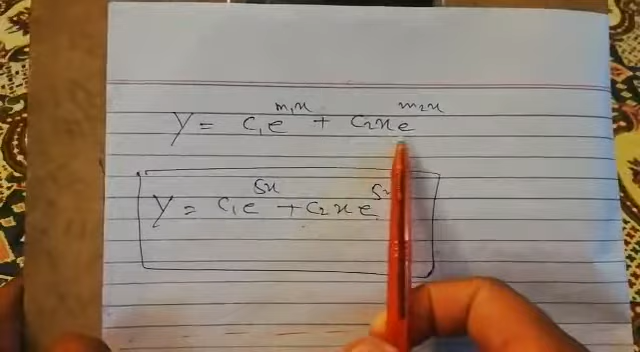 y = c₁e^m₁x + c₂xe^m₂x
y = c₁e^5x + c₂xe^5x